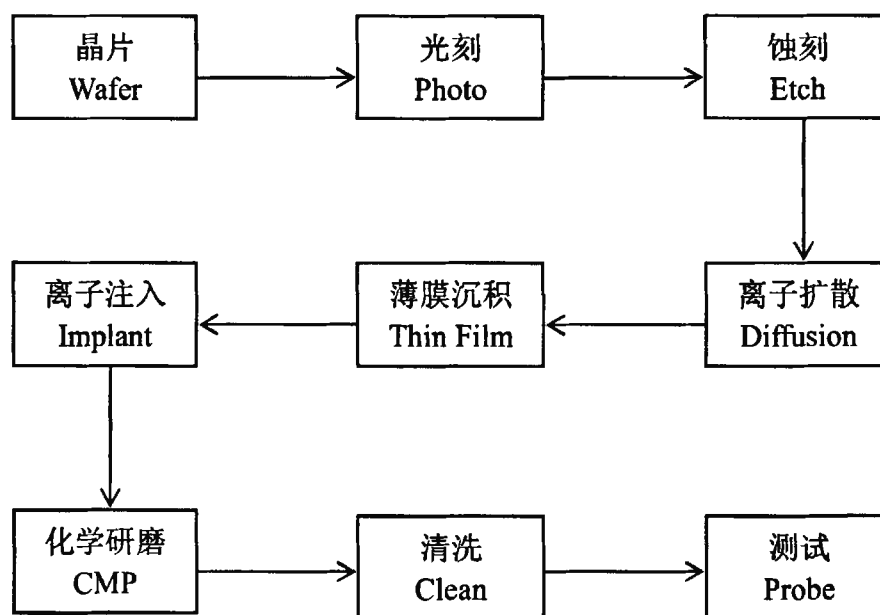 晶片
Wafer
光刻
Photo
蚀刻
Etch
离子注入
Implant
薄膜沉积
Thin Film
离子扩散
Diffusion
化学研磨
CMP
清洗
Clean
测试
Probe